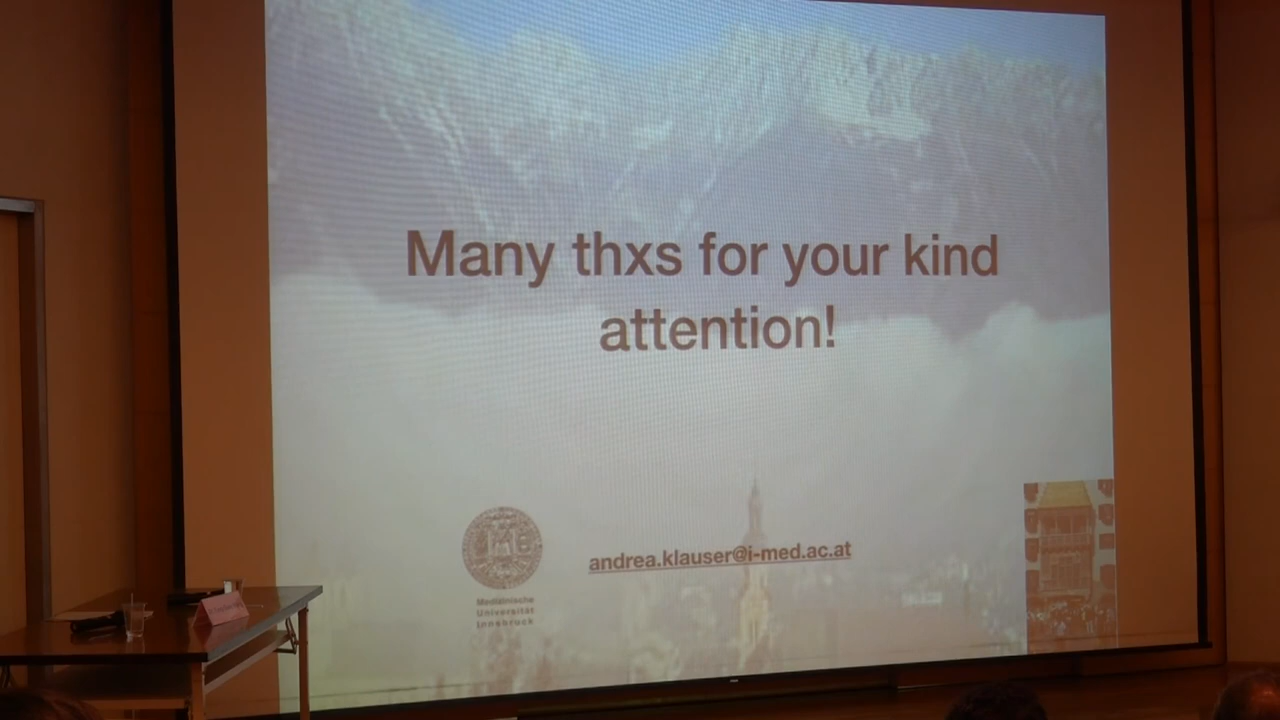 Many thxs for your kind
attention!
andrea.klauser@i-med.ac.at
Medizinische
Universität
Innsbruck